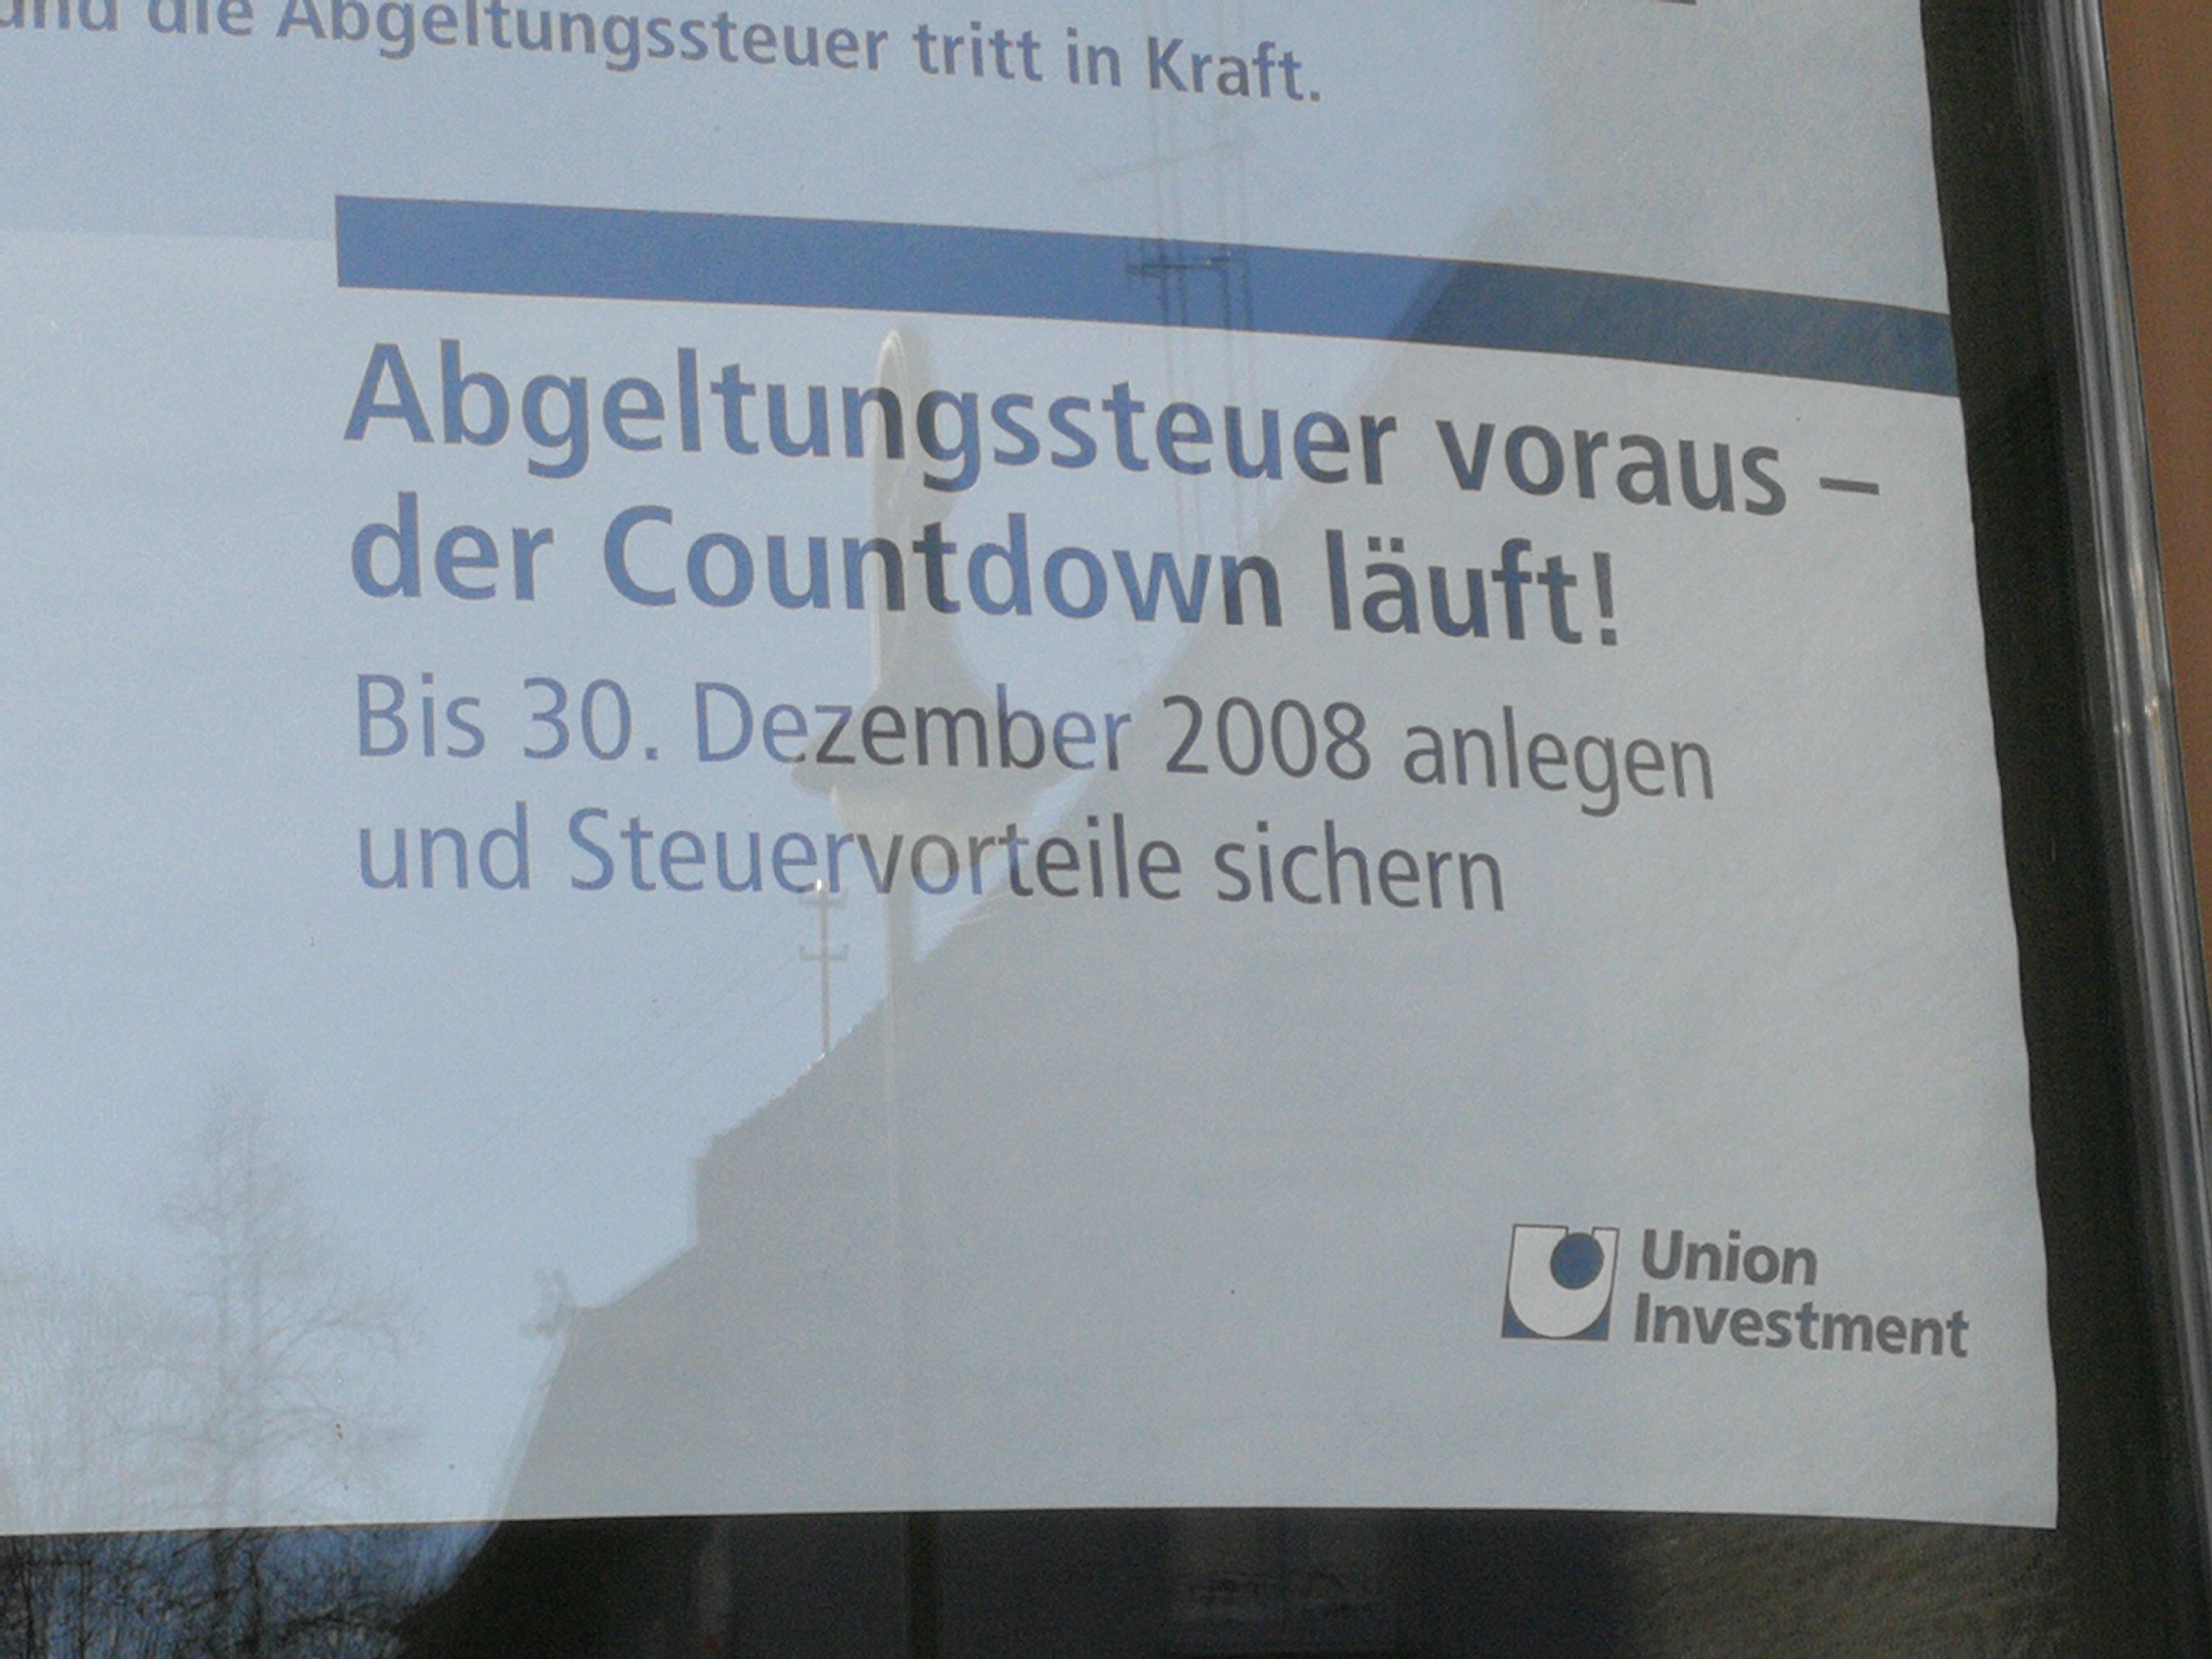 und die Abgeltungssteuer tritt in Kraft.
Abgeltungssteuer voraus –
der Countdown läuft!
Bis 30. Dezember 2008 anlegen
und Steuervorteile sichern
Union
Investment